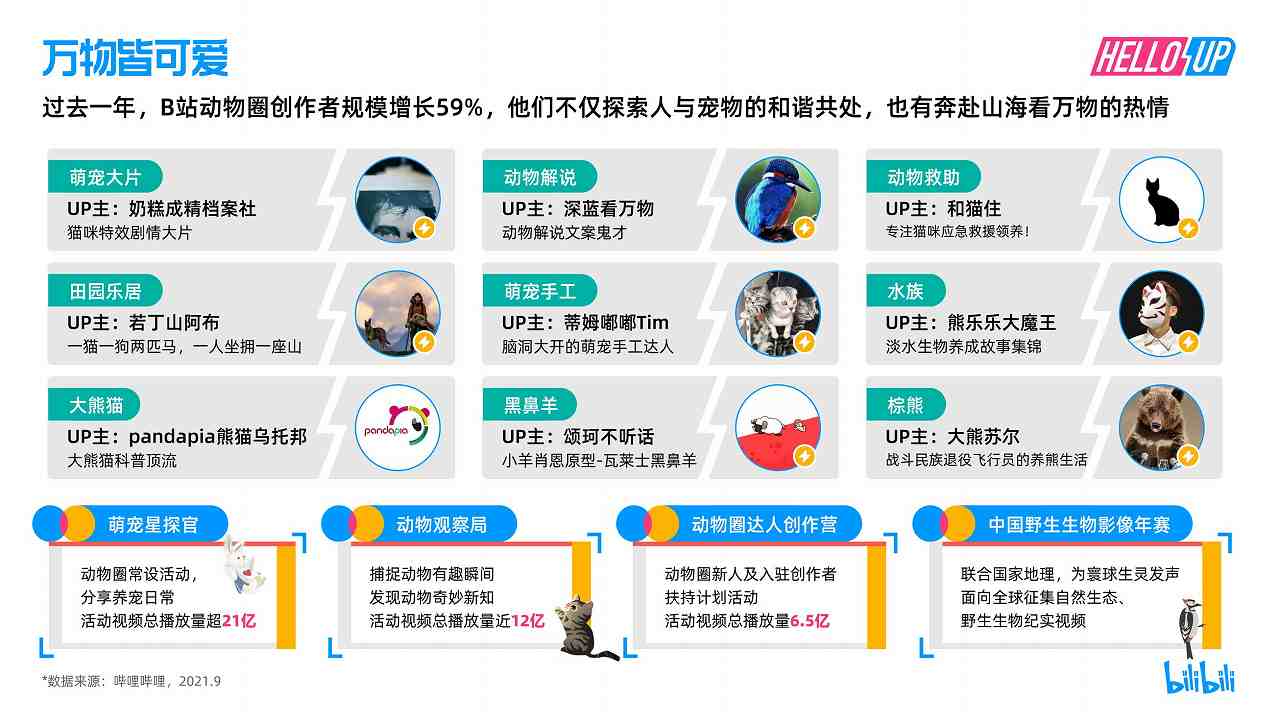 万物皆可爱
HELLO UP
过去一年，B站动物圈创作者规模增长59%，他们不仅探索人与宠物的和谐共处，也有奔赴山海看万物的热情
萌宠大片
UP主：奶糕成精档案社
猫咪特效剧情大片
动物解说
UP主：深蓝看万物
动物解说文案鬼才
动物救助
UP主：和猫住
专注猫咪应急救援领养！
田园乐居
UP主：若丁山阿布
一猫一狗两匹马，一人坐拥一座山
萌宠手工
UP主：蒂姆嘟嘟Tim
脑洞大开的萌宠手工达人
水族
UP主：熊乐乐大魔王
淡水生物养成故事集锦
大熊猫
UP主：pandapia熊猫乌托邦
大熊猫科普顶流
pandapia
黑鼻羊
UP主：颂珂不听话
小羊肖恩原型-瓦莱士黑鼻羊
棕熊
UP主：大熊苏尔
战斗民族退役飞行员的养熊生活
萌宠星探官
动物圈常设活动，
分享养宠日常
活动视频总播放量超21亿
动物观察局
捕捉动物有趣瞬间
发现动物奇妙新知
活动视频总播放量近12亿
动物圈达人创作营
动物圈新人及入驻创作者
扶持计划活动
活动视频总播放量6.5亿
中国野生生物影像年赛
联合国家地理，为寰球生灵发声
面向全球征集自然生态、
野生生物纪实视频
*数据来源：哔哩哔哩，2021.9
bilibili